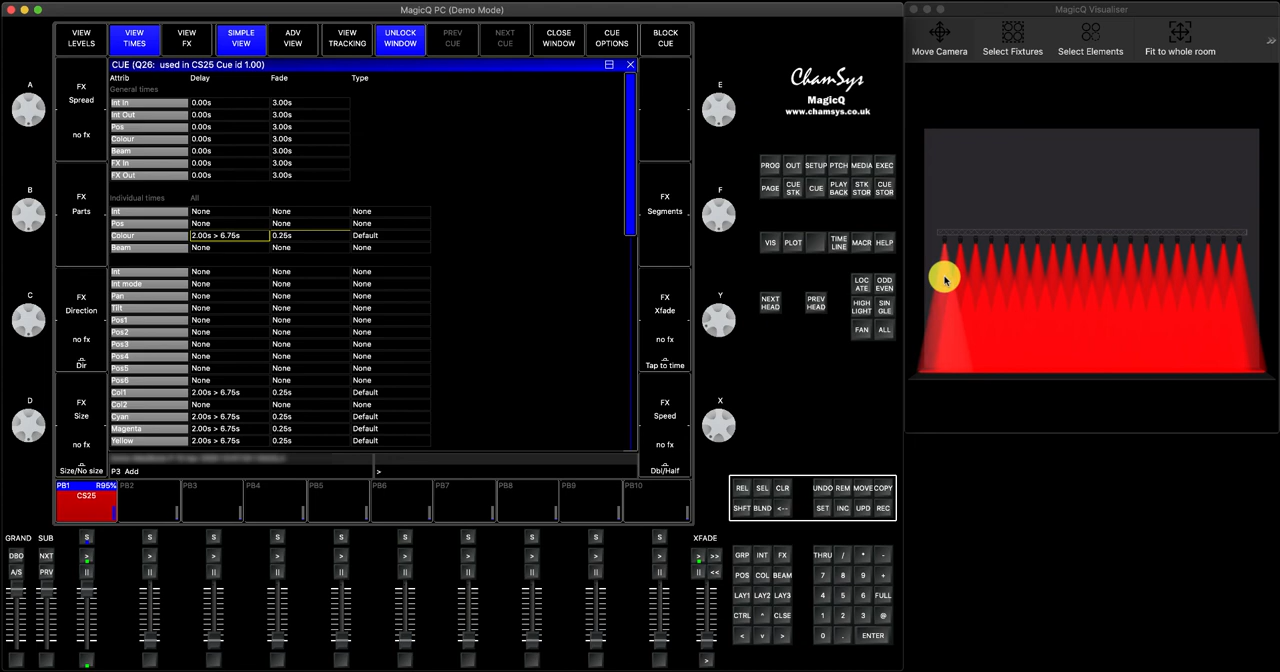 MagicQ PC (Demo Mode)
VIEW LEVELS
VIEW TIMES
VIEW FX
SIMPLE VIEW
ADV VIEW
VIEW TRACKING
UNLOCK WINDOW
PREV CUE
NEXT CUE
CLOSE WINDOW
CUE OPTIONS
BLOCK CUE
CUE (Q26: used in CS25 Cue id 1.00)
Attrib Delay Fade Type
General times
Int In 0.00s 3.00s
Int Out 0.00s 3.00s
Pos 0.00s 3.00s
Colour 0.00s 3.00s
Beam 0.00s 3.00s
FX In 0.00s 3.00s
FX Out 0.00s 3.00s
Individual times All
Int None None None
Pos None None None
Colour 2.00s > 6.75s 0.25s Default
Beam None None None
Int None None None
Int mode None None None
Pan None None None
Tilt None None None
Pos1 None None None
Pos2 None None None
Pos3 None None None
Pos4 None None None
Pos5 None None None
Pos6 None None None
Col1 2.00s > 6.75s 0.25s Default
Col2 None None None
Cyan 2.00s > 6.75s 0.25s Default
Magenta 2.00s > 6.75s 0.25s Default
Yellow 2.00s > 6.75s 0.25s Default
P3 Add >
A
FX
Spread
no fx
B
FX
Parts
C
FX
Direction
no fx
Dir
D
FX
Size
no fx
Size/No size
E
F
FX
Segments
Y
FX
Xfade
no fx
Tap to time
X
FX
Speed
no fx
Dbl/Half
ChamSys
MagicQ
www.chamsys.co.uk
PROG OUT SETUP PTCH MEDIA EXEC
PAGE CUE STK CUE PLAY BACK STK STOR CUE STOR
VIS PLOT TIME LINE MACR HELP
NEXT HEAD PREV HEAD
LOC ATE ODD EVEN
HIGH LIGHT SIN GLE
FAN ALL
REL SEL CLR UNDO REM MOVE COPY
SHFT BLND <-- SET INC UPD REC
PB1 R95% PB2 PB3 PB4 PB5 PB6 PB7 PB8 PB9 PB10
CS25
GRAND SUB S S S S S S S S S S XFADE
DBO NXT > > > > > > > > > > > >>
A/S PRV || || || || || || || || || || || <<
>
GRP INT FX THRU / * -
POS COL BEAM 7 8 9 +
LAY1 LAY2 LAY3 4 5 6 FULL
CTRL ^ CLSE 1 2 3 @
< v > 0 . ENTER
MagicQ Visualiser
Move Camera
Select Fixtures
Select Elements
Fit to whole room